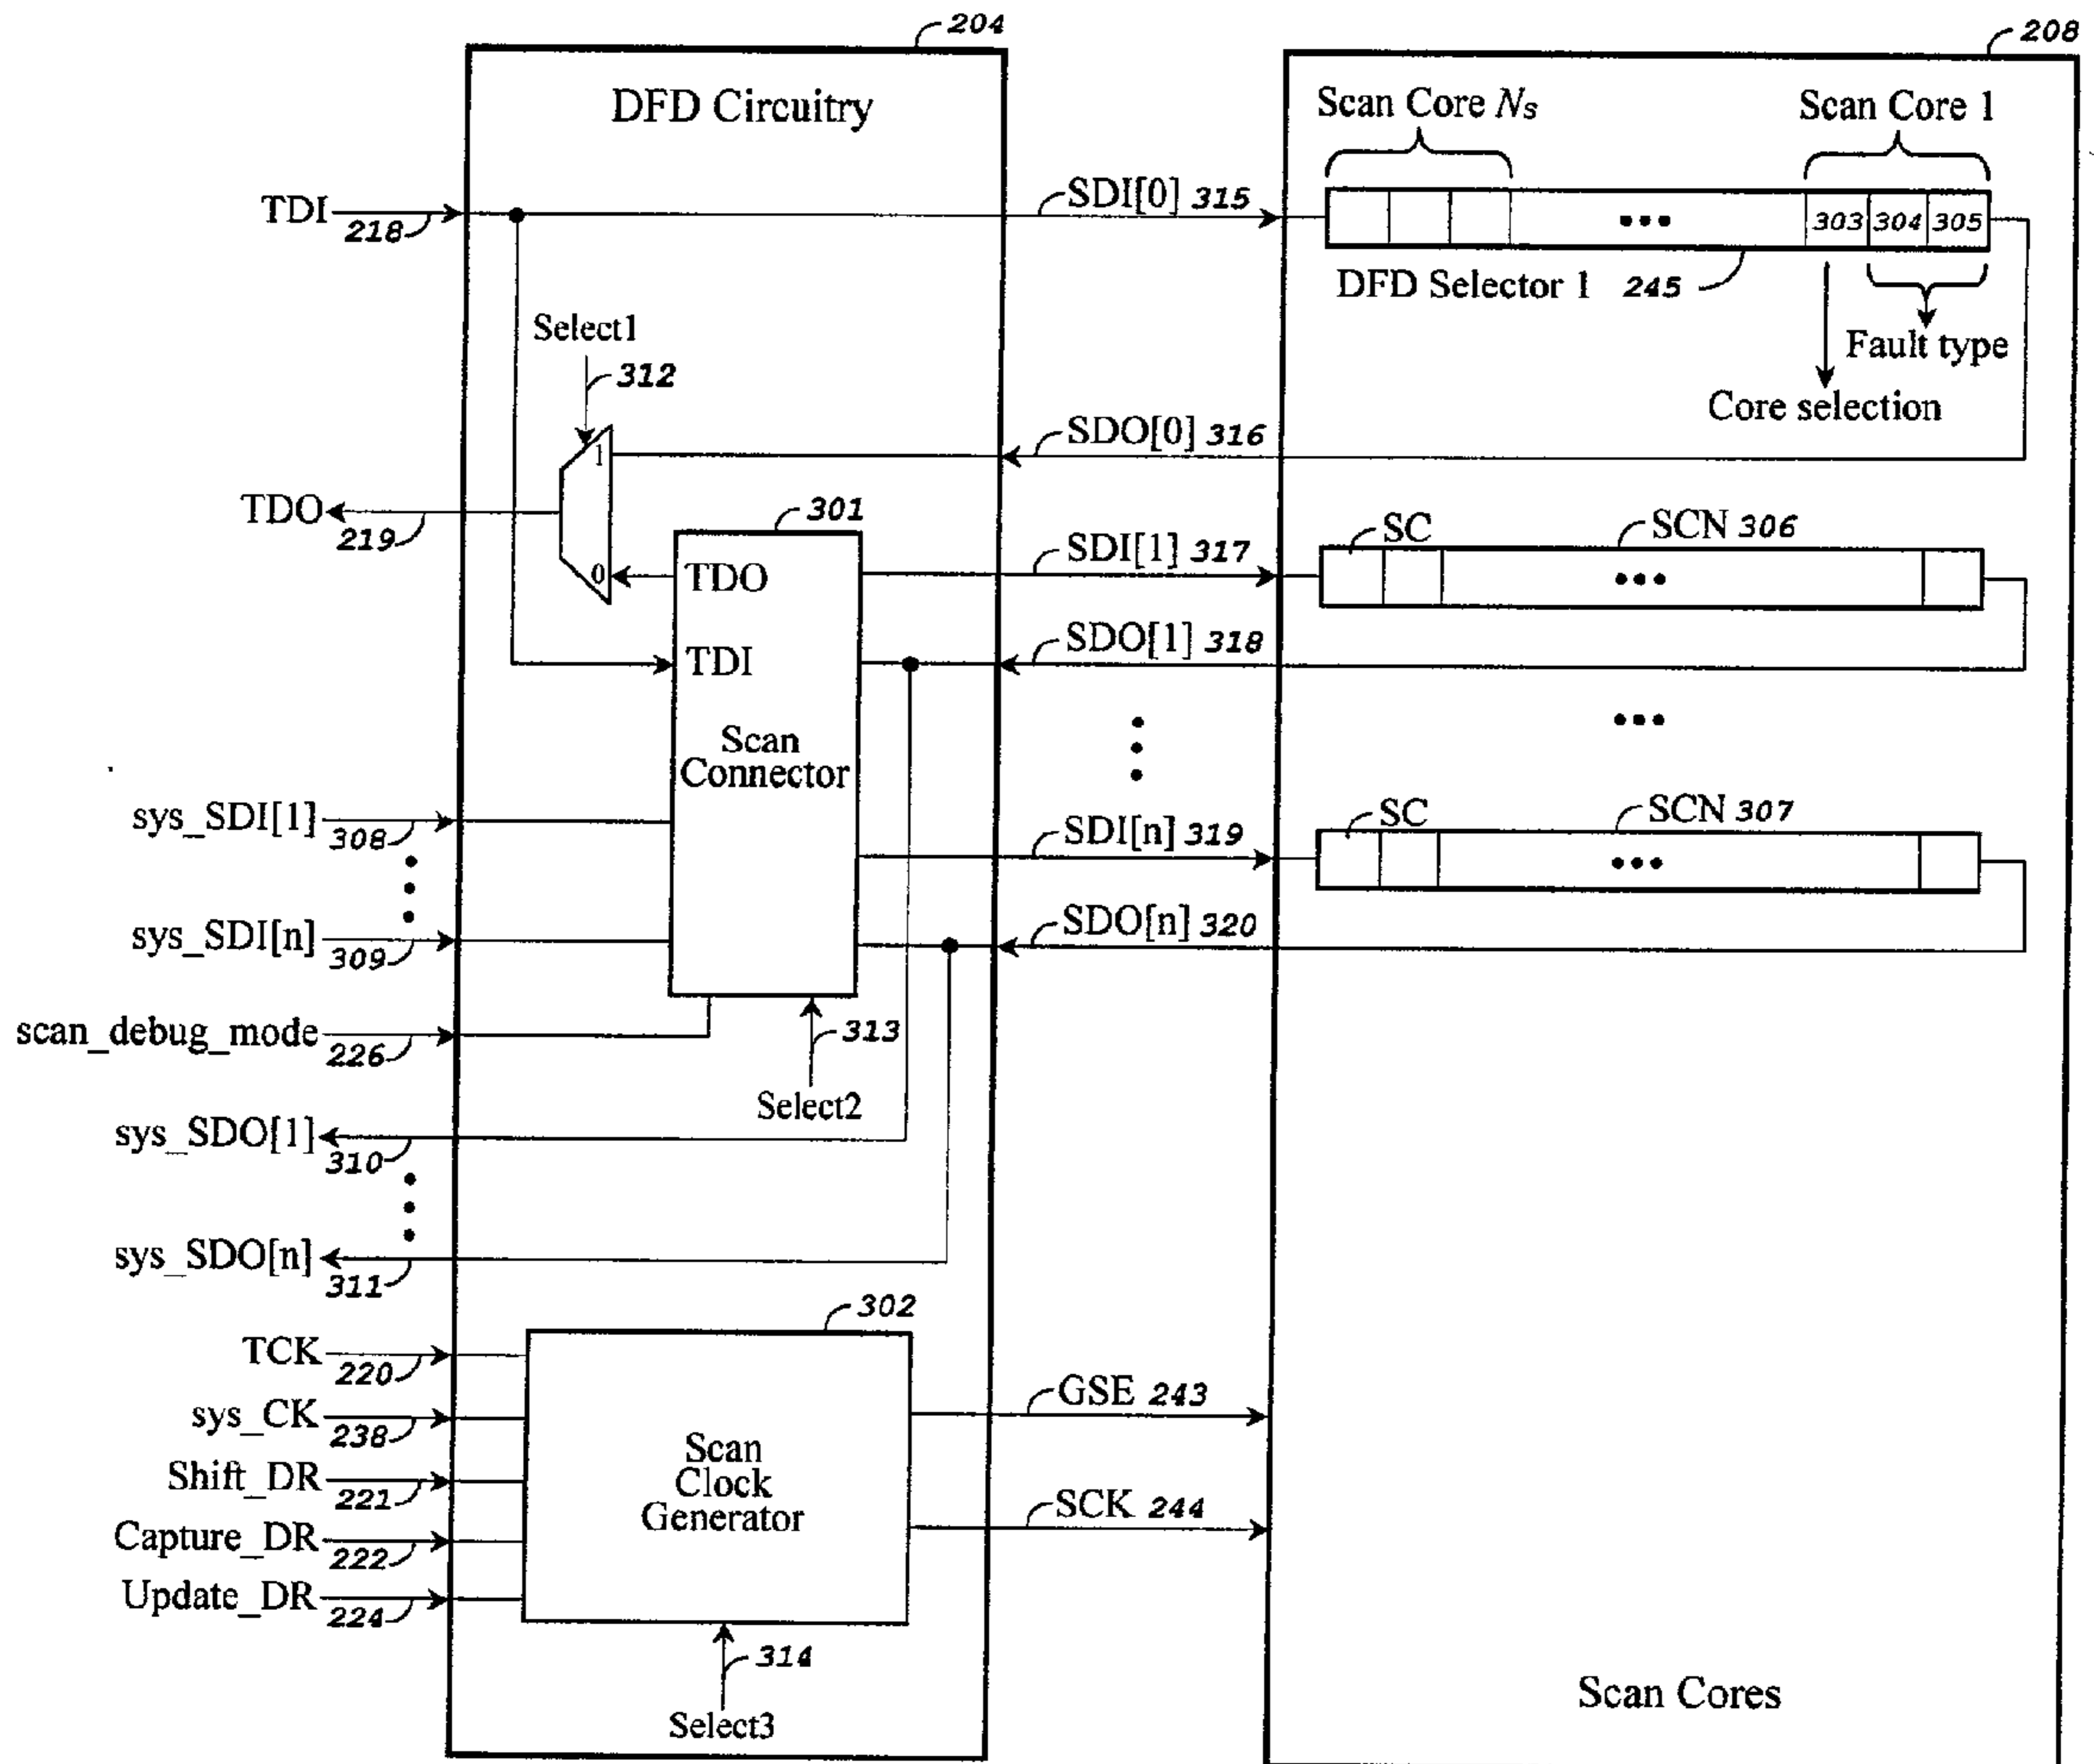 204
208
DFD Circuitry
Scan Core Ns
Scan Core 1
TDI
218
SDI[0] 315
303 304 305
DFD Selector 1 245
Fault type
Core selection
Select1
312
1
SDO[0] 316
TDO
219
0
301
TDO
TDI
Scan
Connector
SDI[1] 317
SC
SCN 306
SDO[1] 318
sys_SDI[1]
308
SDI[n] 319
SC
SCN 307
sys_SDI[n]
309
SDO[n] 320
scan_debug_mode
226
313
Select2
sys_SDO[1]
310
sys_SDO[n]
311
302
TCK
220
sys_CK
238
Shift_DR
221
Capture_DR
222
Update_DR
224
Scan
Clock
Generator
GSE 243
SCK 244
314
Select3
Scan Cores